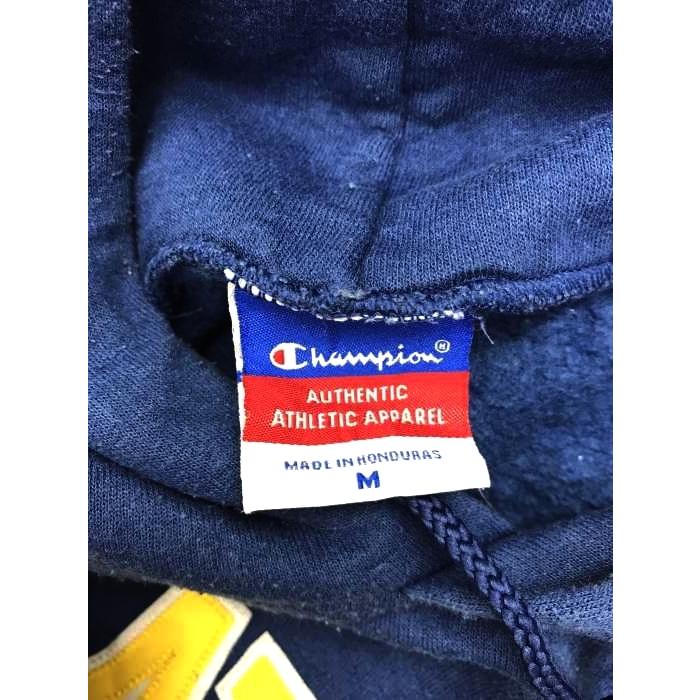 Champion®
AUTHENTIC
ATHLETIC APPAREL
MADE IN HONDURAS
M